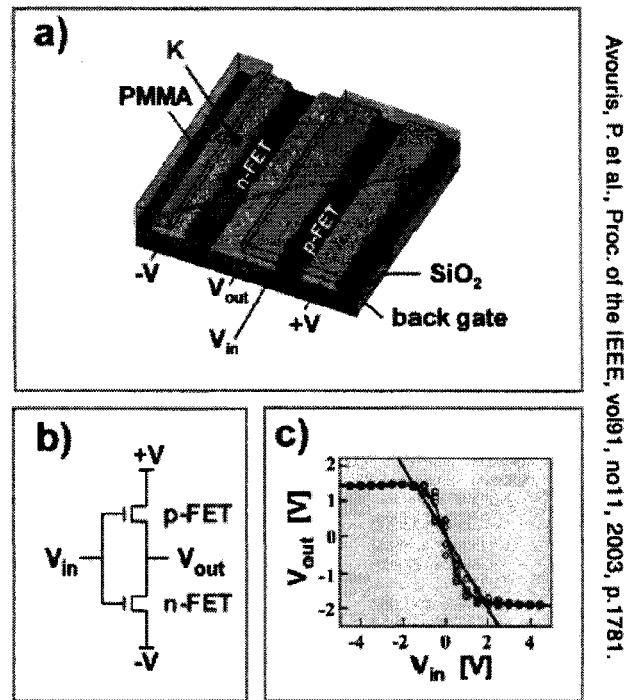 a)
K
PMMA
n-FET
p-FET
-V
Vout
Vin
+V
SiO2
back gate
b)
+V
p-FET
Vin
Vout
n-FET
-V
c)
Vout [V]
2
1
0
-1
-2
-4 -2 0 2 4
Vin [V]
Avouris, P. et al., Proc. of the IEEE, vol91, no11, 2003, p.1781.